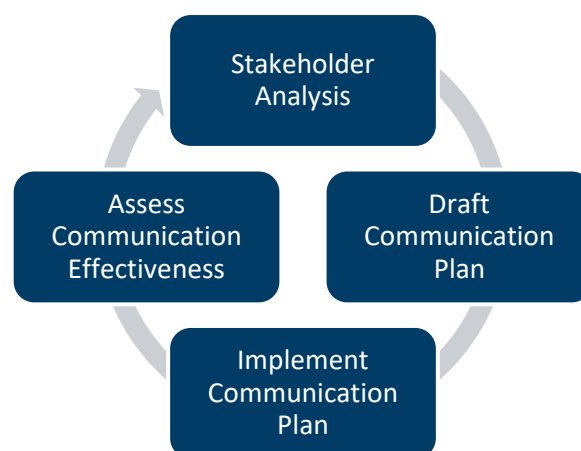 Stakeholder
Analysis
Draft
Communication
Plan
Implement
Communication
Plan
Assess
Communication
Effectiveness